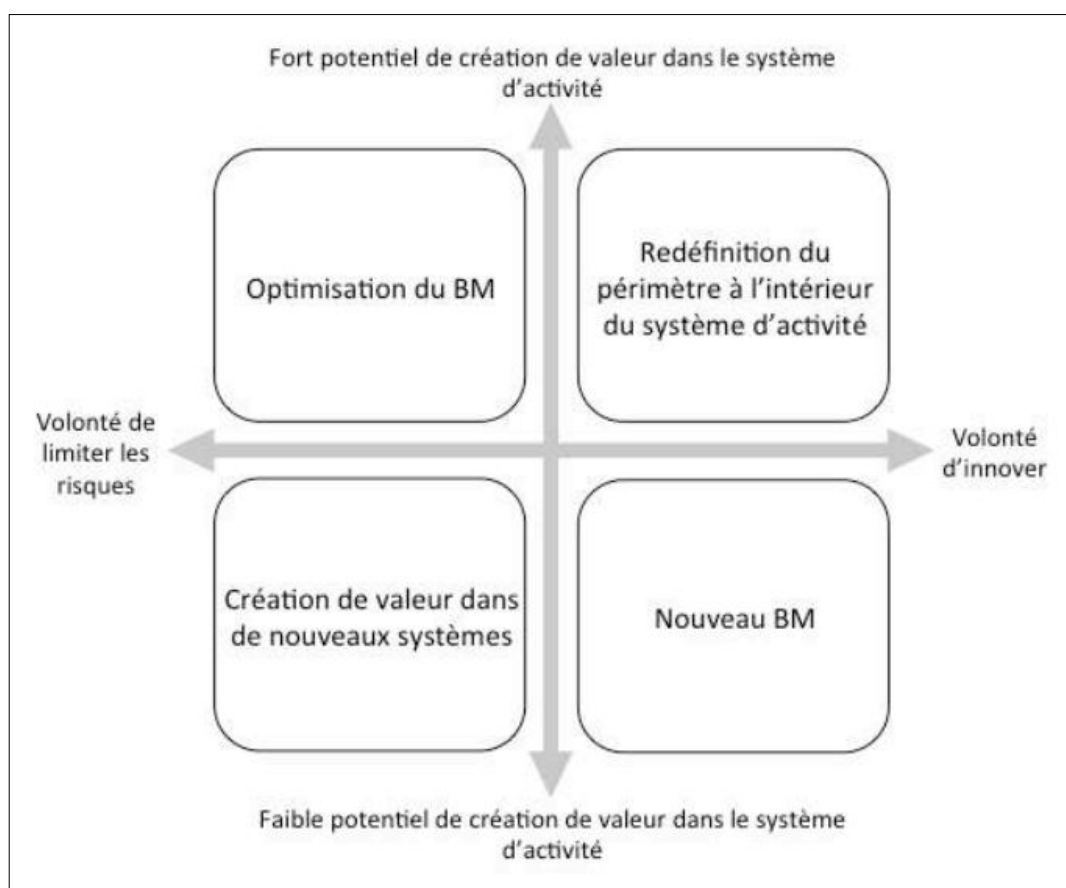 Fort potentiel de création de valeur dans le système
d'activité
Optimisation du BM
Redéfinition du
périmètre à l'intérieur
du système d'activité
Volonté de
limiter les
risques
Volonté
d'innover
Création de valeur dans
de nouveaux systèmes
Nouveau BM
Faible potentiel de création de valeur dans le système
d'activité